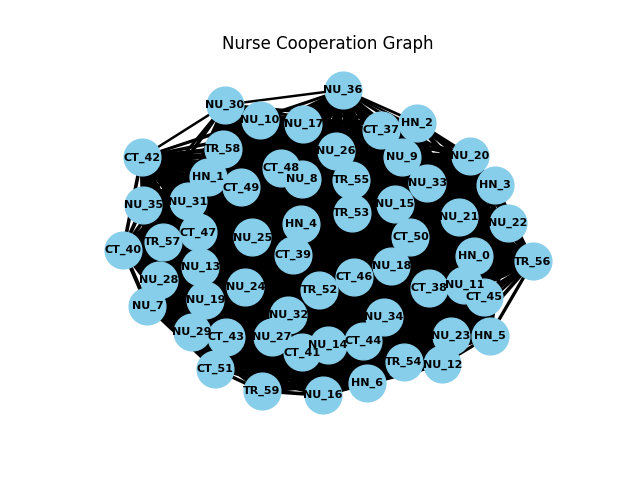 Nurse Cooperation Graph
NU_36
NU_30
NU_10
NU_17
HN_2
CT_37
TR_58
NU_26
CT_42
NU_9
NU_20
CT_48
HN_1
NU_8
TR_55
NU_33
HN_3
CT_49
NU_31
NU_35
NU_15
TR_53
NU_21
NU_22
HN_4
CT_47
NU_25
CT_50
TR_57
CT_40
CT_39
HN_0
TR_56
NU_13
NU_18
CT_46
NU_28
NU_24
TR_52
CT_38
NU_11
CT_45
NU_19
NU_7
NU_32
NU_34
NU_29
CT_43
NU_27
NU_23
HN_5
CT_44
NU_14
CT_41
TR_54
NU_12
CT_51
HN_6
TR_59
NU_16